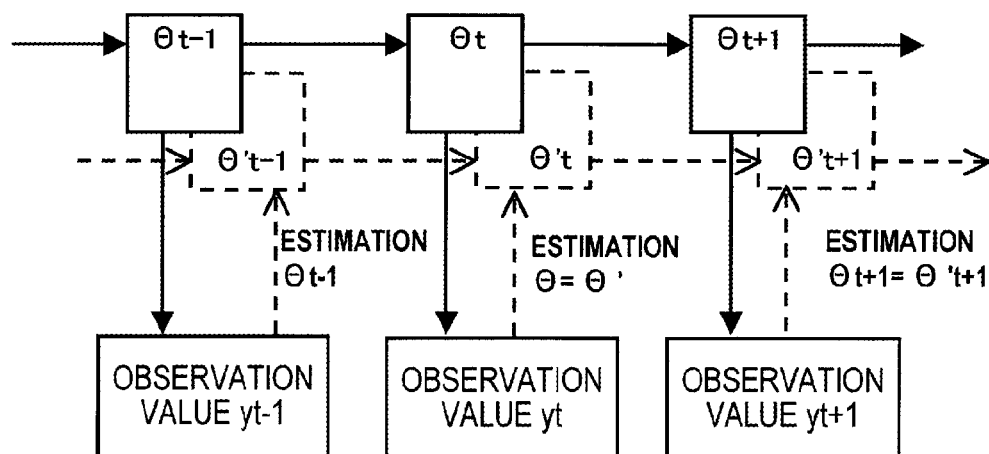 Θt-1
Θt
Θt+1
Θ't-1
Θ't
Θ't+1
ESTIMATION
Θt-1
ESTIMATION
Θ= Θ'
ESTIMATION
Θt+1= Θ't+1
OBSERVATION
VALUE yt-1
OBSERVATION
VALUE yt
OBSERVATION
VALUE yt+1